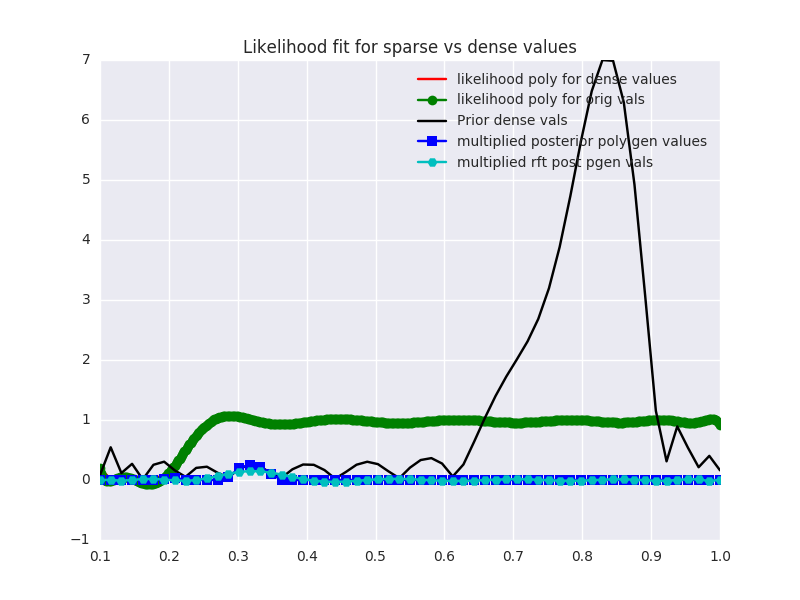 Likelihood fit for sparse vs dense values
7
likelihood poly for dense values
likelihood poly for orig vals
6
Prior dense vals
multiplied posterior poly gen values
multiplied rft post pgen vals
5
4
3
2
1
0
−1
0.1 0.2 0.3 0.4 0.5 0.6 0.7 0.8 0.9 1.0